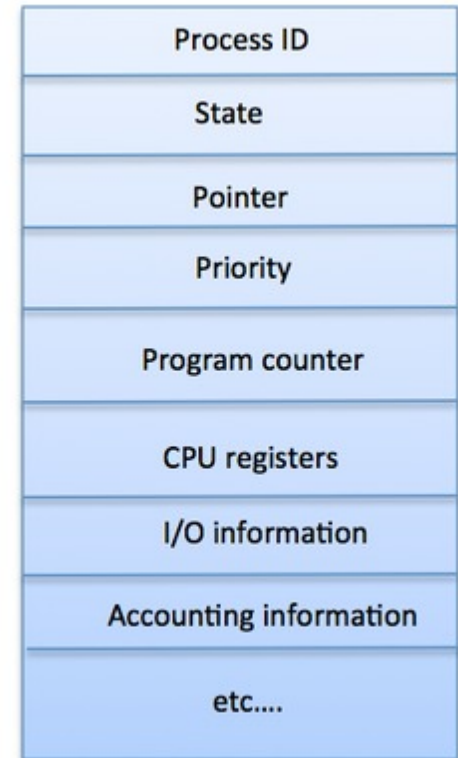 Process ID
State
Pointer
Priority
Program counter
CPU registers
I/O information
Accounting information
etc....